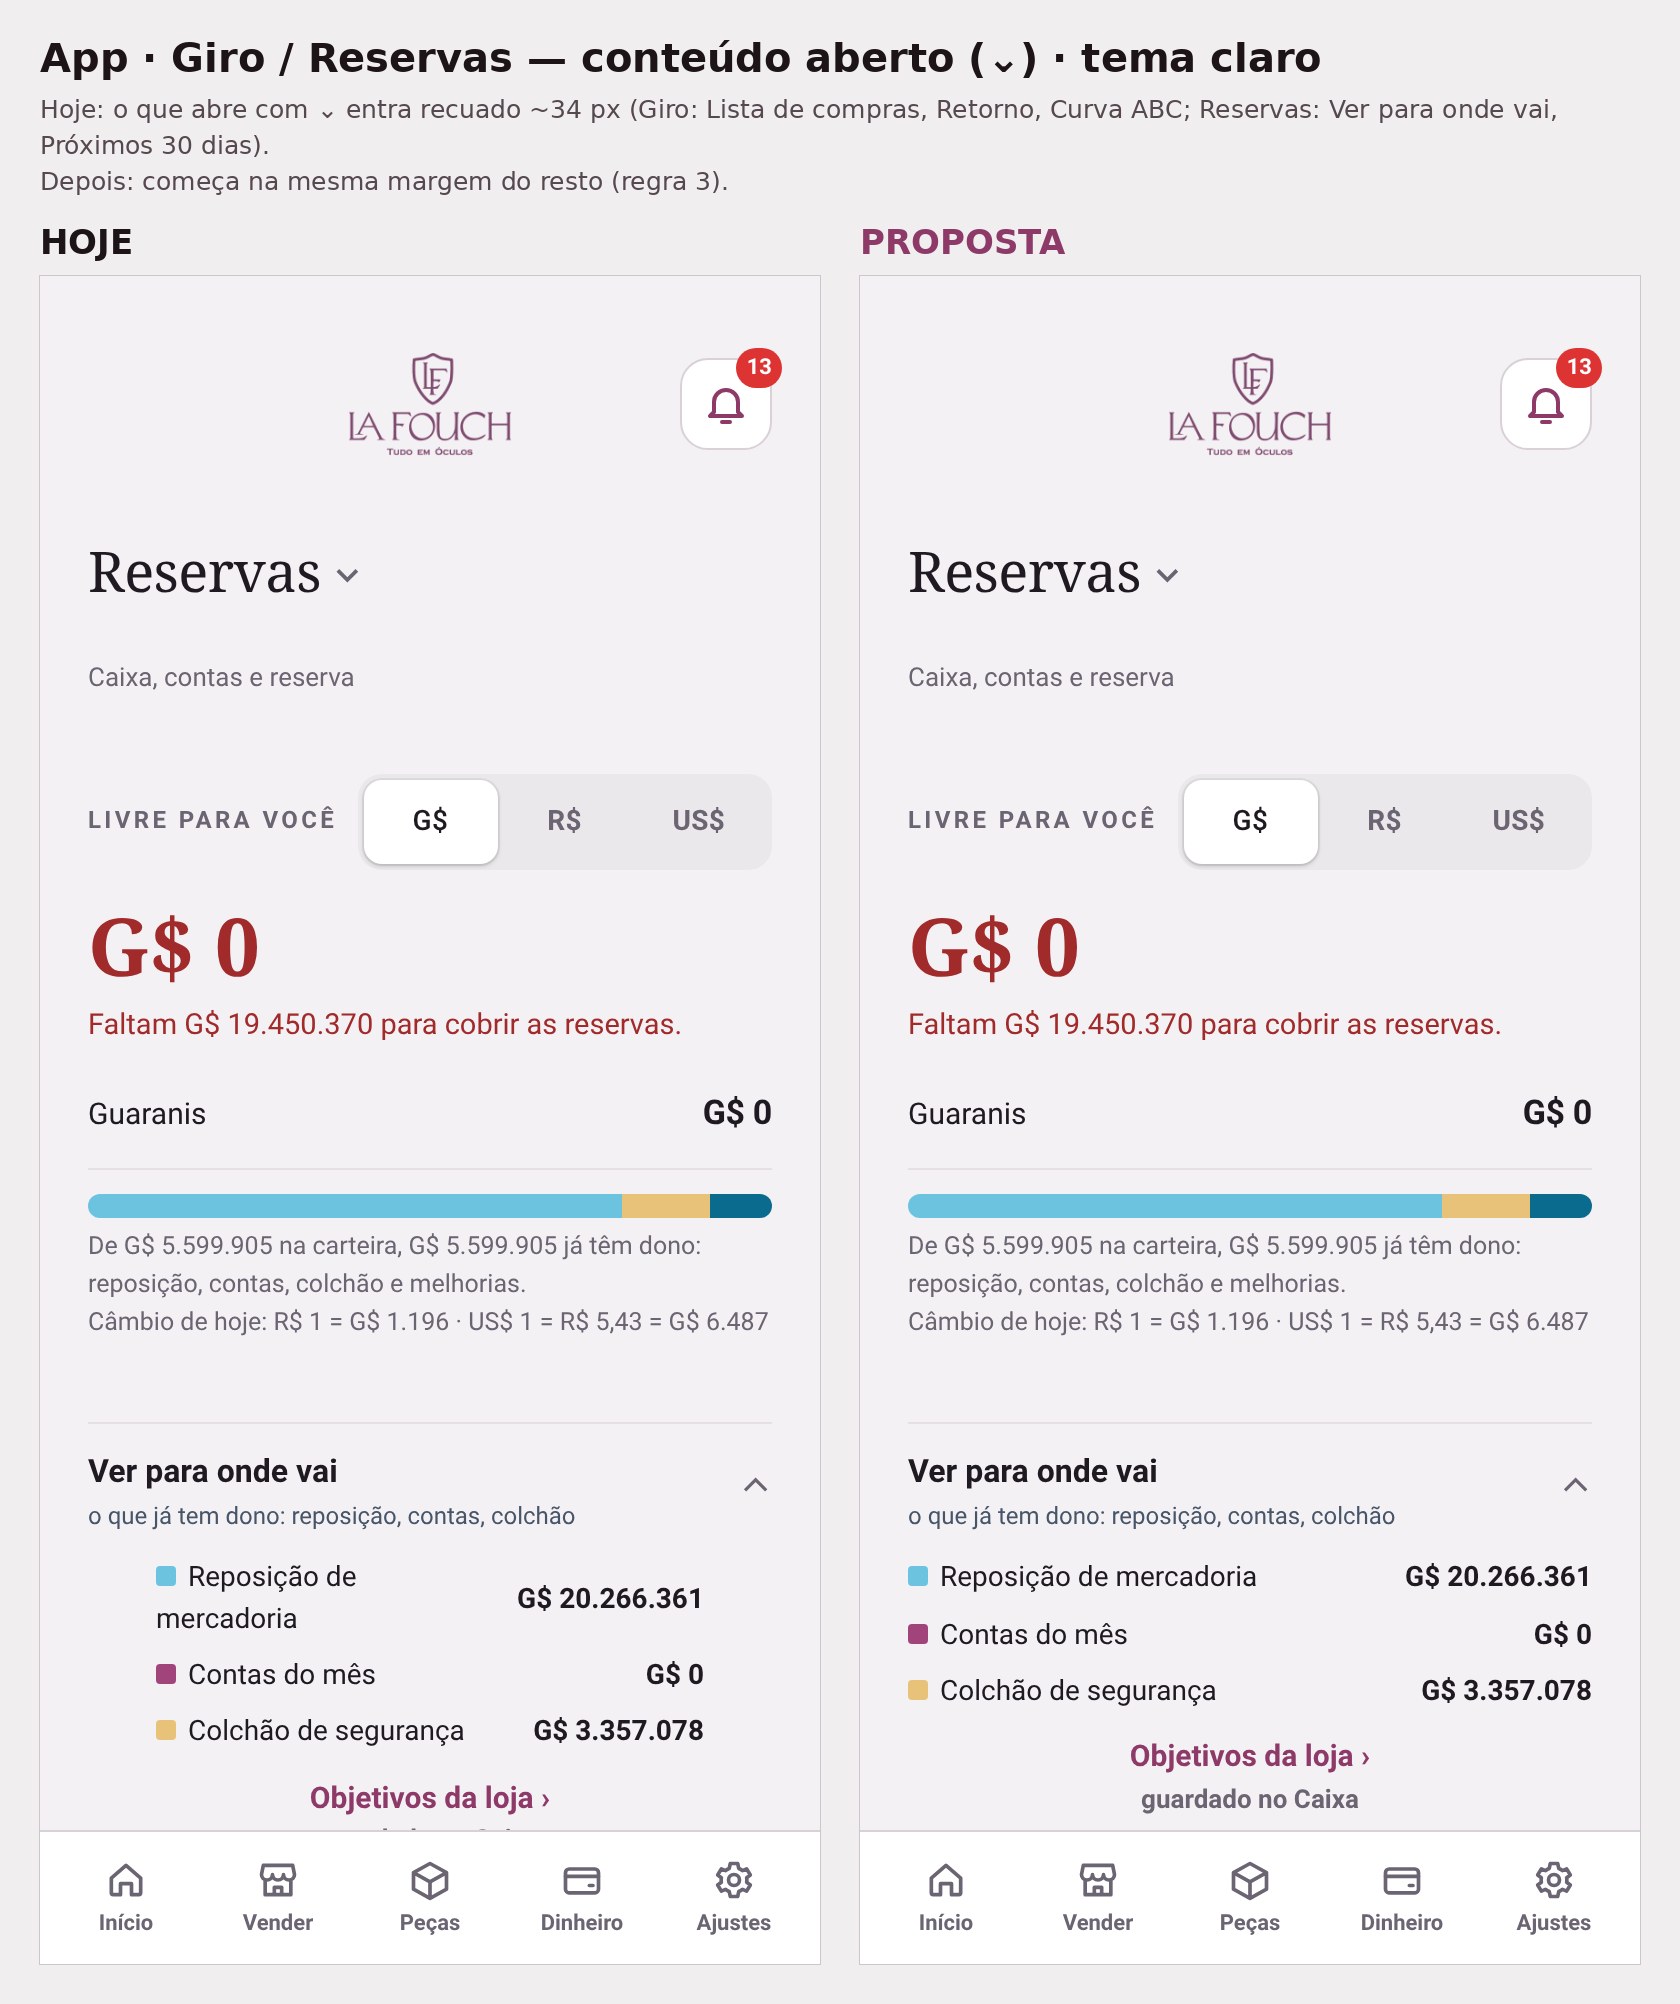 App · Giro / Reservas — conteúdo aberto (⌄) · tema claro
Hoje: o que abre com ⌄ entra recuado ~34 px (Giro: Lista de compras, Retorno, Curva ABC; Reservas: Ver para onde vai,
Próximos 30 dias).
Depois: começa na mesma margem do resto (regra 3).
HOJE
LF
LA FOUCH
TUDO EM ÓCULOS
13
Reservas
Caixa, contas e reserva
LIVRE PARA VOCÊ G$ R$ US$
G$ 0
Faltam G$ 19.450.370 para cobrir as reservas.
Guaranis G$ 0
De G$ 5.599.905 na carteira, G$ 5.599.905 já têm dono:
reposição, contas, colchão e melhorias.
Câmbio de hoje: R$ 1 = G$ 1.196 · US$ 1 = R$ 5,43 = G$ 6.487
Ver para onde vai
o que já tem dono: reposição, contas, colchão
Reposição de
mercadoria G$ 20.266.361
Contas do mês G$ 0
Colchão de segurança G$ 3.357.078
Objetivos da loja ›
Início Vender Peças Dinheiro Ajustes
PROPOSTA
LF
LA FOUCH
TUDO EM ÓCULOS
13
Reservas
Caixa, contas e reserva
LIVRE PARA VOCÊ G$ R$ US$
G$ 0
Faltam G$ 19.450.370 para cobrir as reservas.
Guaranis G$ 0
De G$ 5.599.905 na carteira, G$ 5.599.905 já têm dono:
reposição, contas, colchão e melhorias.
Câmbio de hoje: R$ 1 = G$ 1.196 · US$ 1 = R$ 5,43 = G$ 6.487
Ver para onde vai
o que já tem dono: reposição, contas, colchão
Reposição de mercadoria G$ 20.266.361
Contas do mês G$ 0
Colchão de segurança G$ 3.357.078
Objetivos da loja ›
guardado no Caixa
Início Vender Peças Dinheiro Ajustes